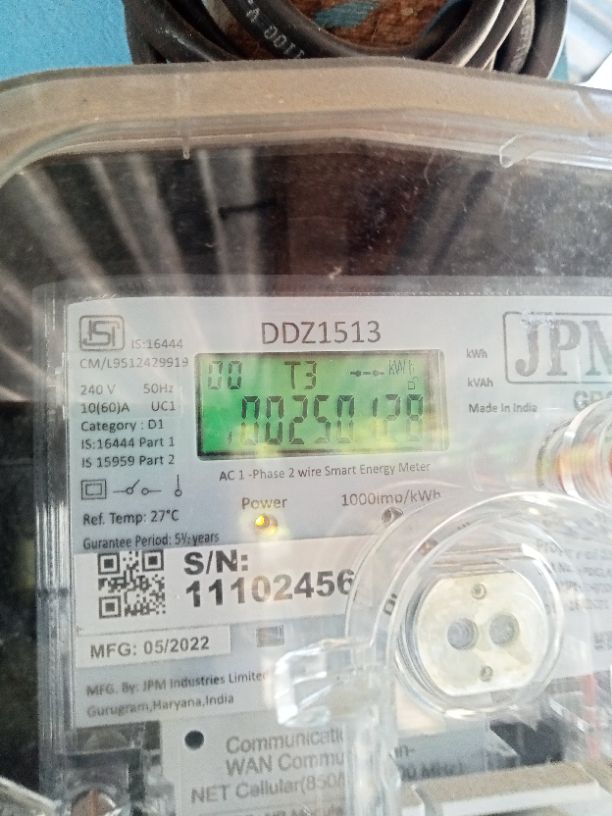 A 00II
IS:16444
CM/L9512429919
240 V 50Hz
10(60)A UC1
Category : D1
IS:16444 Part 1
IS 15959 Part 2
Ref. Temp: 27°C
Gurantee Period: 5½ years
DDZ1513
00 T3 kWh
00250128
AC 1 -Phase 2 wire Smart Energy Meter
Power 1000imp/kWh
kWh
kVAh
Made In India
JPM
S/N:
11102456
MFG: 05/2022
MFG. By: JPM Industries Limited
Gurugram,Haryana,India
WAN
NET Cellular(850/